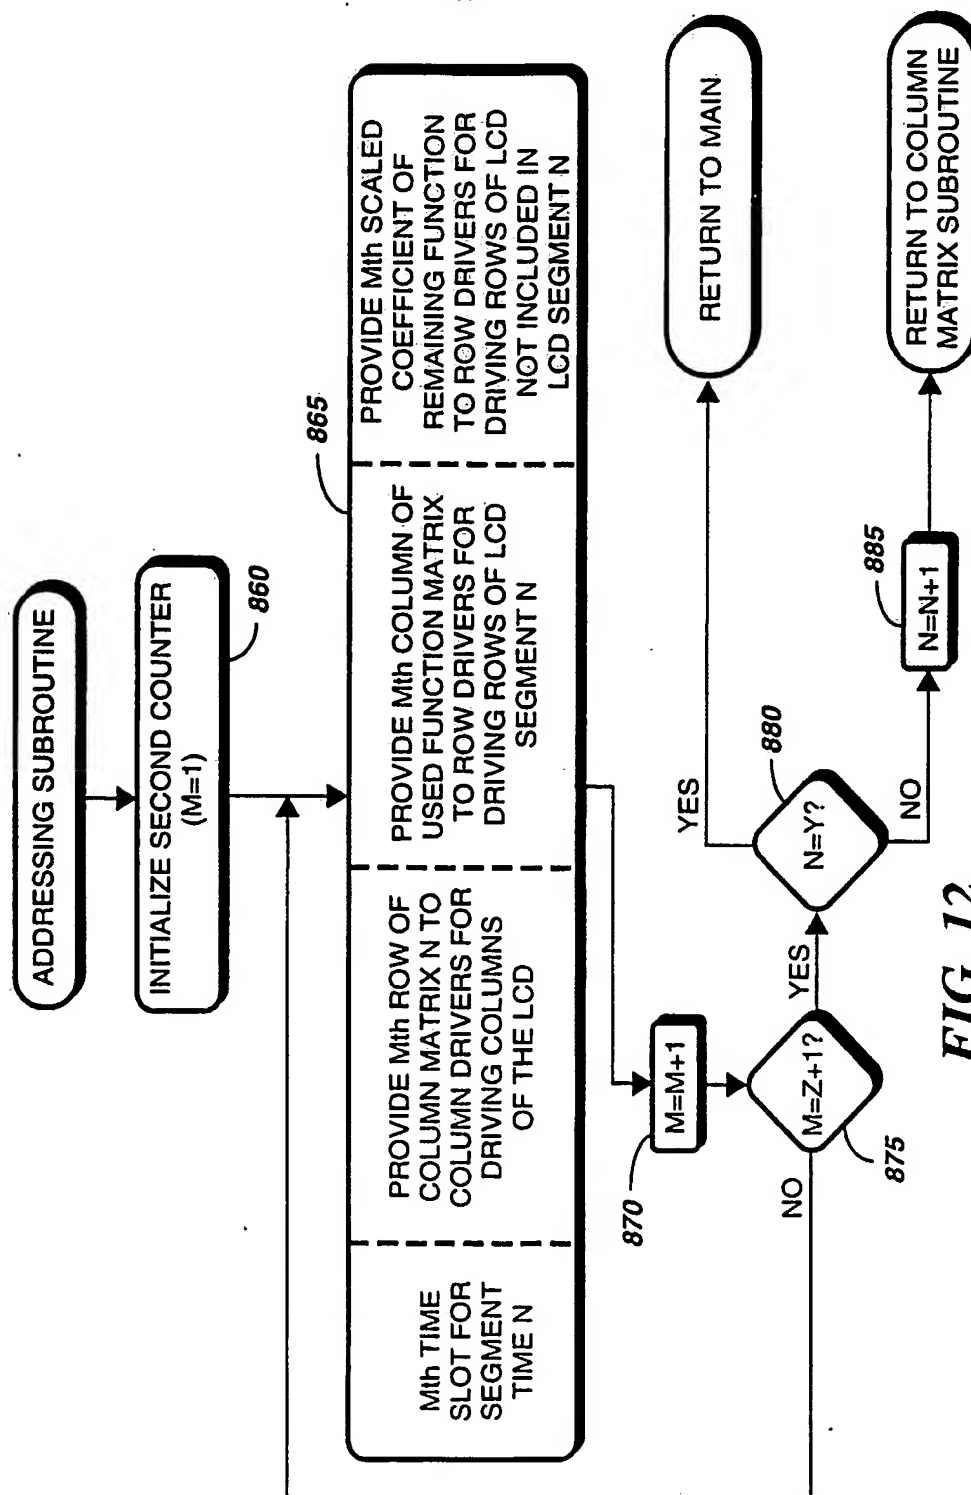 ADDRESSING SUBROUTINE
INITIALIZE SECOND COUNTER
(M=1)
860
865
Mth TIME
SLOT FOR
SEGMENT
TIME N
PROVIDE Mth ROW OF
COLUMN MATRIX N TO
COLUMN DRIVERS FOR
DRIVING COLUMNS
OF THE LCD
PROVIDE Mth COLUMN OF
USED FUNCTION MATRIX
TO ROW DRIVERS FOR
DRIVING ROWS OF LCD
SEGMENT N
PROVIDE Mth SCALED
COEFFICIENT OF
REMAINING FUNCTION
TO ROW DRIVERS FOR
DRIVING ROWS OF LCD
NOT INCLUDED IN
LCD SEGMENT N
870
M=M+1
M=Z+1?
875
NO
YES
N=Y?
880
YES
NO
N=N+1
885
RETURN TO MAIN
RETURN TO COLUMN
MATRIX SUBROUTINE
FIG. 12